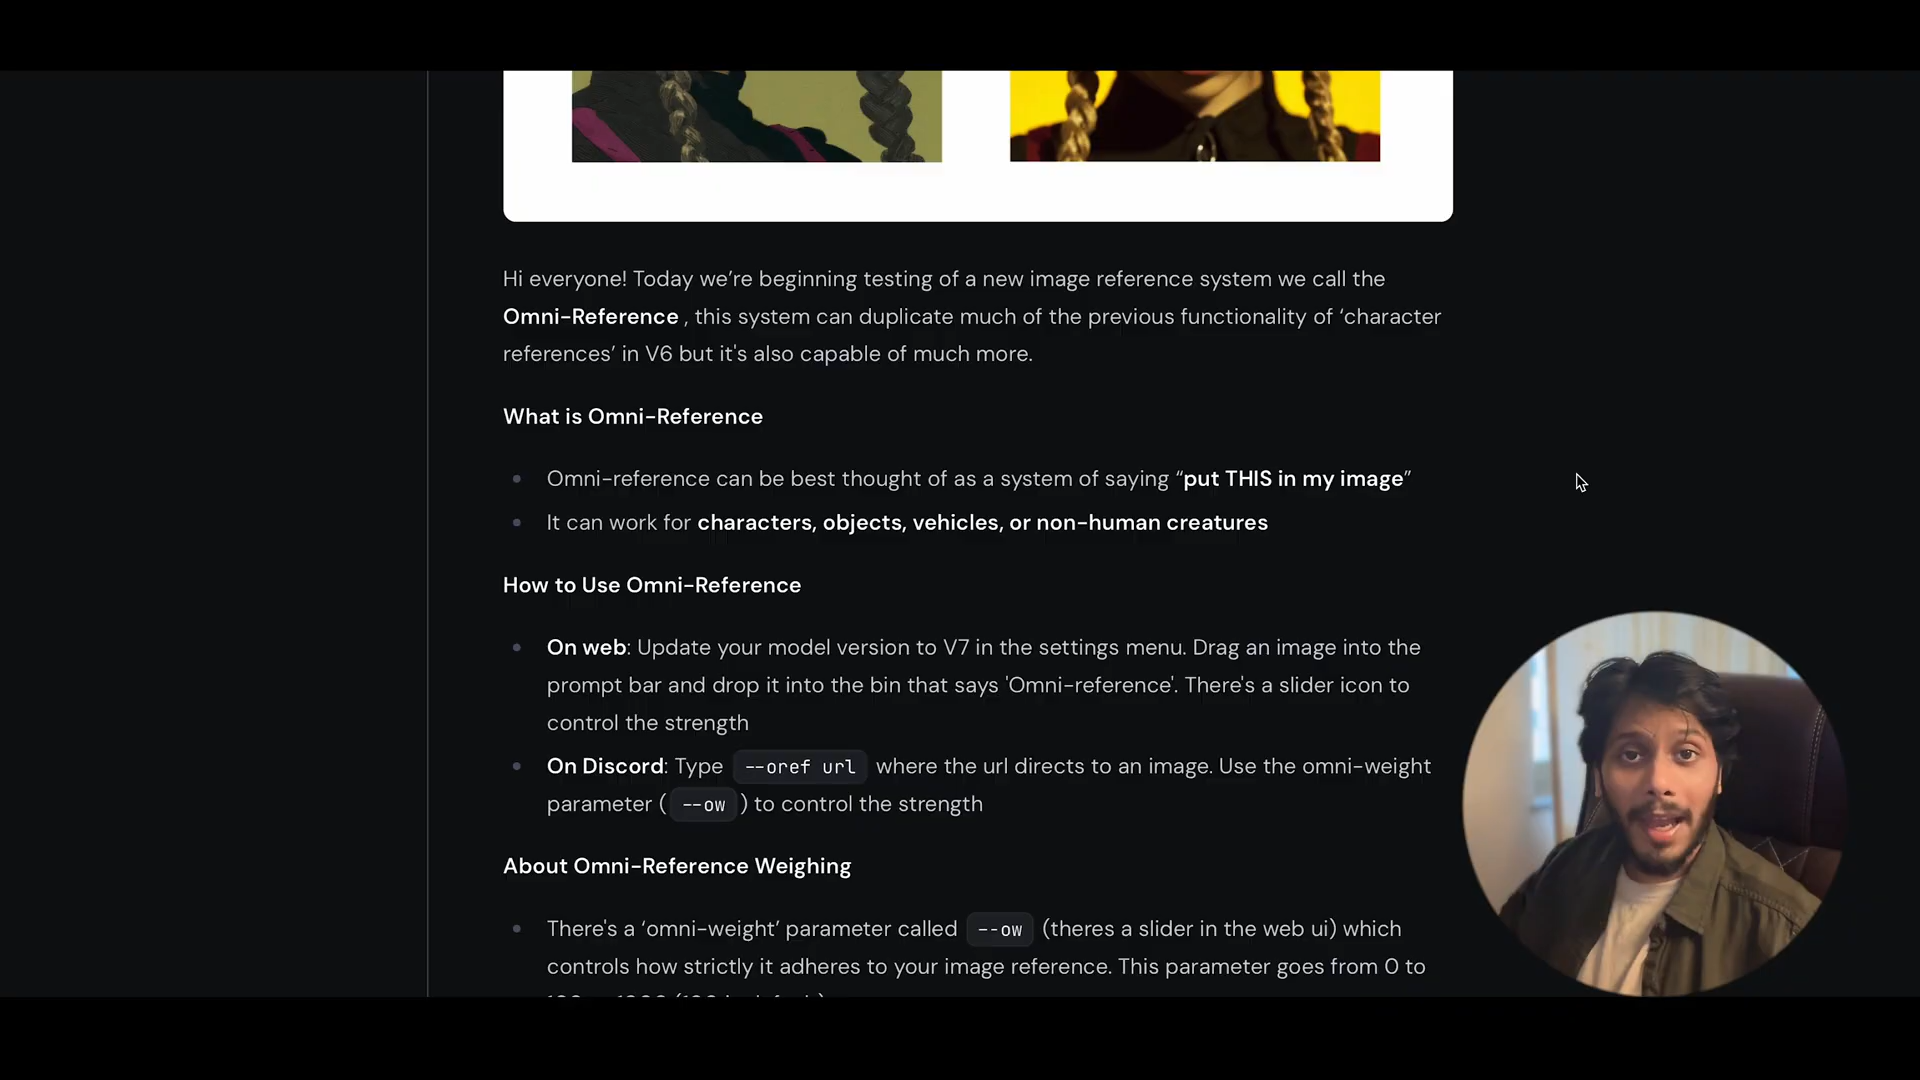 Hi everyone! Today we’re beginning testing of a new image reference system we call the
Omni-Reference , this system can duplicate much of the previous functionality of ‘character
references’ in V6 but it's also capable of much more.
What is Omni-Reference
Omni-reference can be best thought of as a system of saying “put THIS in my image”
It can work for characters, objects, vehicles, or non-human creatures
How to Use Omni-Reference
On web: Update your model version to V7 in the settings menu. Drag an image into the
prompt bar and drop it into the bin that says 'Omni-reference'. There's a slider icon to
control the strength
On Discord: Type --oref url where the url directs to an image. Use the omni-weight
parameter ( --ow ) to control the strength
About Omni-Reference Weighing
There's a ‘omni-weight’ parameter called --ow (theres a slider in the web ui) which
controls how strictly it adheres to your image reference. This parameter goes from 0 to